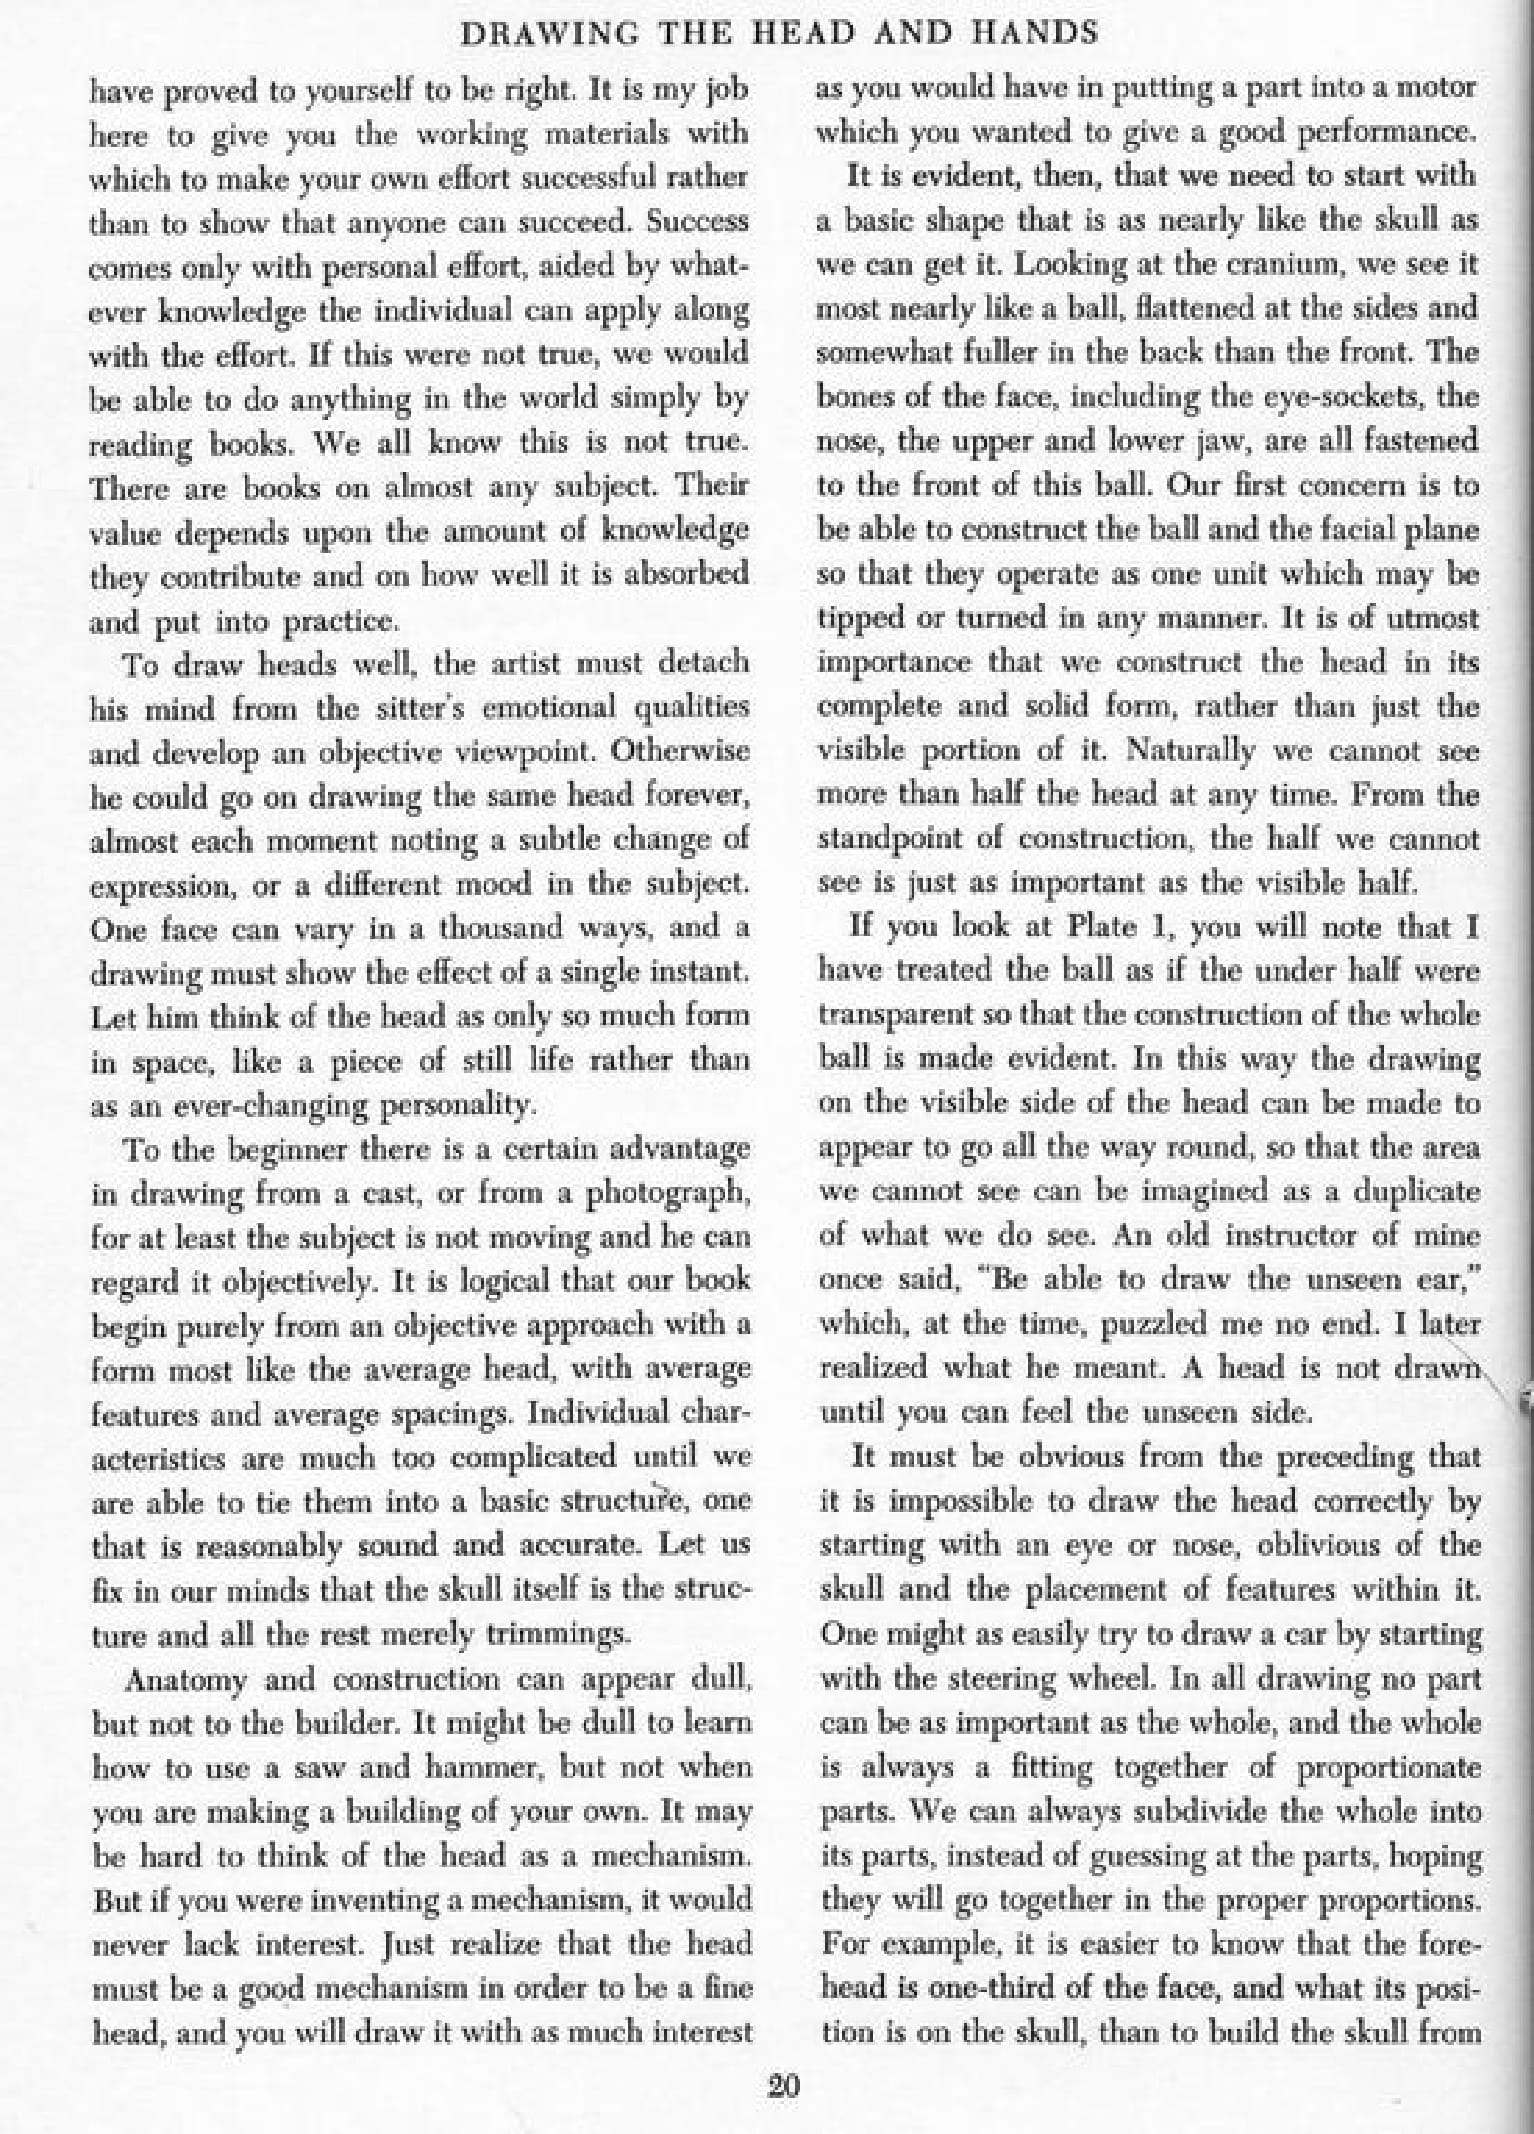 DRAWING THE HEAD AND HANDS
have proved to yourself to be right. It is my job
here to give you the working materials with
which to make your own effort successful rather
than to show that anyone can succeed. Success
comes only with personal effort, aided by what-
ever knowledge the individual can apply along
with the effort. If this were not true, we would
be able to do anything in the world simply by
reading books. We all know this is not true.
There are books on almost any subject. Their
value depends upon the amount of knowledge
they contribute and on how well it is absorbed
and put into practice.
To draw heads well, the artist must detach
his mind from the sitter's emotional qualities
and develop an objective viewpoint. Otherwise
he could go on drawing the same head forever,
almost each moment noting a subtle change of
expression, or a different mood in the subject.
One face can vary in a thousand ways, and a
drawing must show the effect of a single instant.
Let him think of the head as only so much form
in space, like a piece of still life rather than
as an ever-changing personality.
To the beginner there is a certain advantage
in drawing from a cast, or from a photograph,
for at least the subject is not moving and he can
regard it objectively. It is logical that our book
begin purely from an objective approach with a
form most like the average head, with average
features and average spacings. Individual char-
acteristics are much too complicated until we
are able to tie them into a basic structure, one
that is reasonably sound and accurate. Let us
fix in our minds that the skull itself is the struc-
ture and all the rest merely trimmings.
Anatomy and construction can appear dull,
but not to the builder. It might be dull to learn
how to use a saw and hammer, but not when
you are making a building of your own. It may
be hard to think of the head as a mechanism.
But if you were inventing a mechanism, it would
never lack interest. Just realize that the head
must be a good mechanism in order to be a fine
head, and you will draw it with as much interest
as you would have in putting a part into a motor
which you wanted to give a good performance.
It is evident, then, that we need to start with
a basic shape that is as nearly like the skull as
we can get it. Looking at the cranium, we see it
most nearly like a ball, flattened at the sides and
somewhat fuller in the back than the front. The
bones of the face, including the eye-sockets, the
nose, the upper and lower jaw, are all fastened
to the front of this ball. Our first concern is to
be able to construct the ball and the facial plane
so that they operate as one unit which may be
tipped or turned in any manner. It is of utmost
importance that we construct the head in its
complete and solid form, rather than just the
visible portion of it. Naturally we cannot see
more than half the head at any time. From the
standpoint of construction, the half we cannot
see is just as important as the visible half.
If you look at Plate 1, you will note that I
have treated the ball as if the under half were
transparent so that the construction of the whole
ball is made evident. In this way the drawing
on the visible side of the head can be made to
appear to go all the way round, so that the area
we cannot see can be imagined as a duplicate
of what we do see. An old instructor of mine
once said, "Be able to draw the unseen ear,"
which, at the time, puzzled me no end. I later
realized what he meant. A head is not drawn
until you can feel the unseen side.
It must be obvious from the preceding that
it is impossible to draw the head correctly by
starting with an eye or nose, oblivious of the
skull and the placement of features within it.
One might as easily try to draw a car by starting
with the steering wheel. In all drawing no part
can be as important as the whole, and the whole
is always a fitting together of proportionate
parts. We can always subdivide the whole into
its parts, instead of guessing at the parts, hoping
they will go together in the proper proportions.
For example, it is easier to know that the fore-
head is one-third of the face, and what its posi-
tion is on the skull, than to build the skull from
20